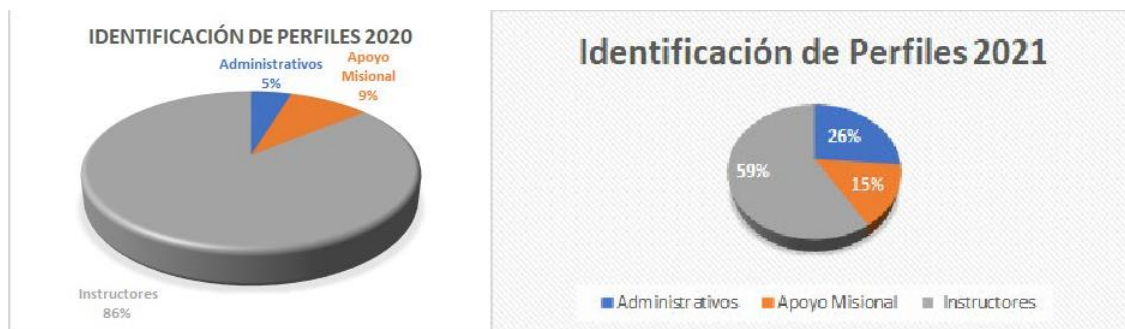 IDENTIFICACIÓN DE PERFILES 2020
Administrativos
5%
Apoyo
Misional
9%
Instructores
86%
Identificación de Perfiles 2021
26%
59%
15%
Administrativos Apoyo Misional Instructores